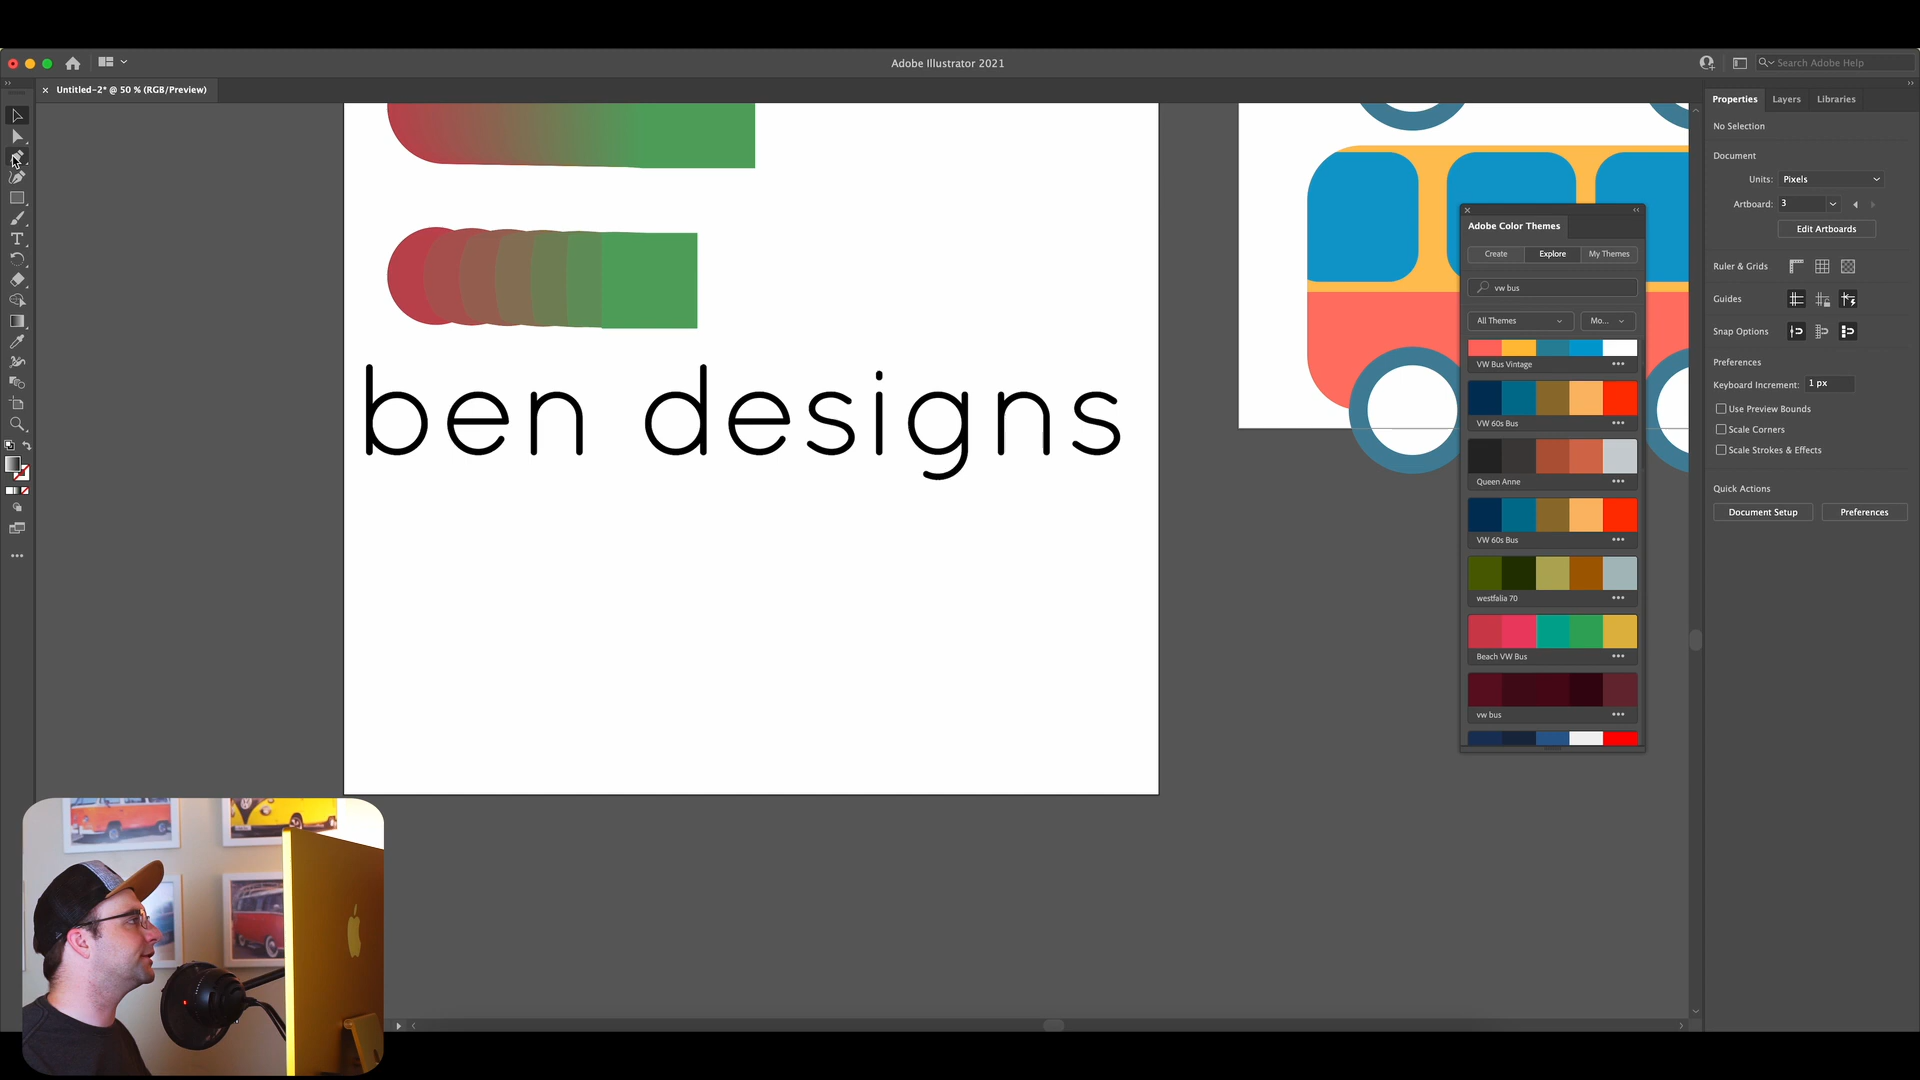 Adobe Illustrator 2021
Search Adobe Help
Untitled-2* @ 50 % (RGB/Preview)
Properties
Layers
Libraries
No Selection
Document
Units:
Pixels
Artboard:
3
Edit Artboards
Ruler & Grids
Guides
Snap Options
Preferences
Keyboard Increment:
1 px
Use Preview Bounds
Scale Corners
Scale Strokes & Effects
Quick Actions
Document Setup
Preferences
Adobe Color Themes
Create
Explore
My Themes
vw bus
All Themes
Mo...
VW Bus Vintage
VW 60s Bus
Queen Anne
VW 60s Bus
westfalia 70
Beach VW Bus
vw bus
ben designs